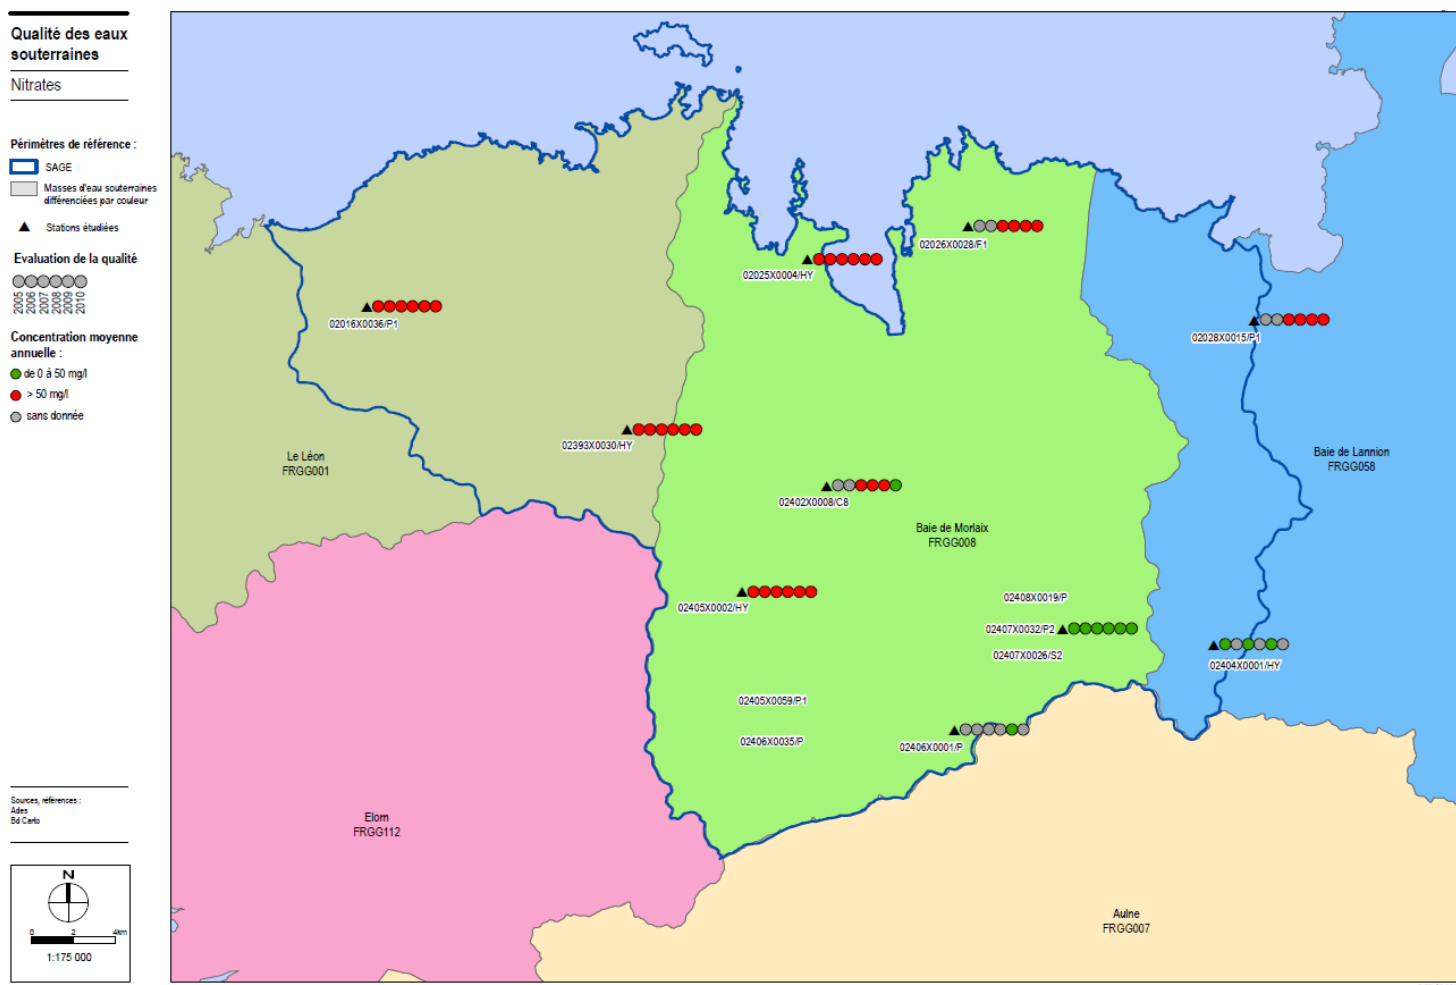 Qualité des eaux
souterraines
Nitrates
Périmètres de référence :
SAGE
Masses d'eau souterraines
différenciées par couleur
Stations étudiées
Evaluation de la qualité
2005
2006
2007
2008
2009
2010
Concentration moyenne
annuelle :
de 0 à 50 mg/l
> 50 mg/l
sans donnée
Sources, références :
Ades
Bd Carto
N
0 2 4km
1:175 000
02026X0028/F1
02025X0004/HY
02016X0036/P1
02028X0015/P1
02393X0030/HY
Le Léon
FRGG001
Baie de Lannion
FRGG058
02402X0008/C8
Baie de Morlaix
FRGG008
02405X0002/HY
02408X0019/P
02407X0032/P2
02407X0026/S2
02404X0001/HY
02405X0059/P1
02406X0035/P
02406X0001/P
Elorn
FRGG112
Aulne
FRGG007